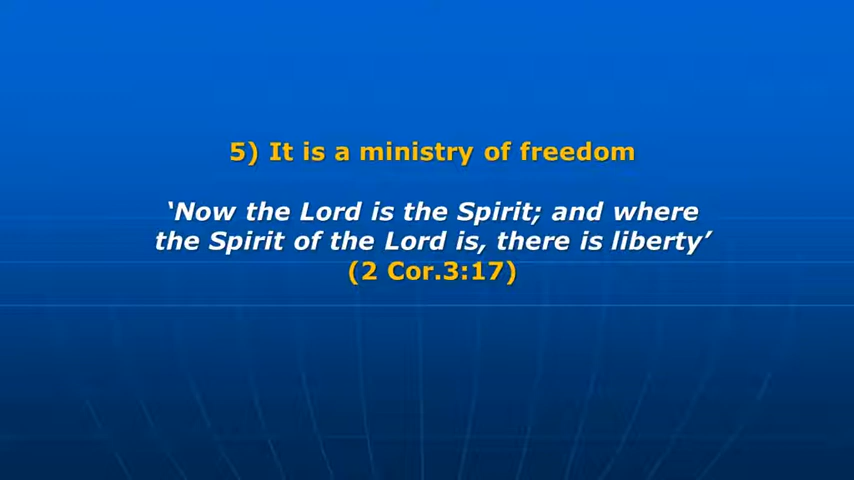 5) It is a ministry of freedom
‘Now the Lord is the Spirit; and where
the Spirit of the Lord is, there is liberty’
(2 Cor.3:17)